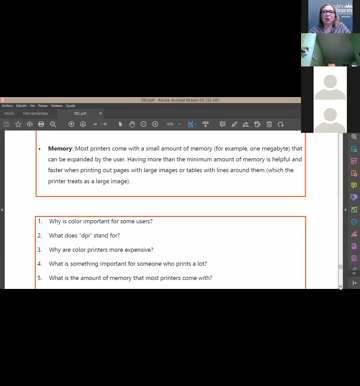 S82.pdf - Adobe Acrobat Reader DC (32-bit)
Archivo Edición Ver Firmar Ventana Ayuda
Inicio Herramientas S82.pdf
• Memory: Most printers come with a small amount of memory (for example, one megabyte) that
can be expanded by the user. Having more than the minimum amount of memory is helpful and
faster when printing out pages with large images or tables with lines around them (which the
printer treats as a large image).
1. Why is color important for some users?
2. What does "dpi" stand for?
3. Why are color printers more expensive?
4. What is something important for someone who prints a lot?
5. What is the amount of memory that most printers come with?